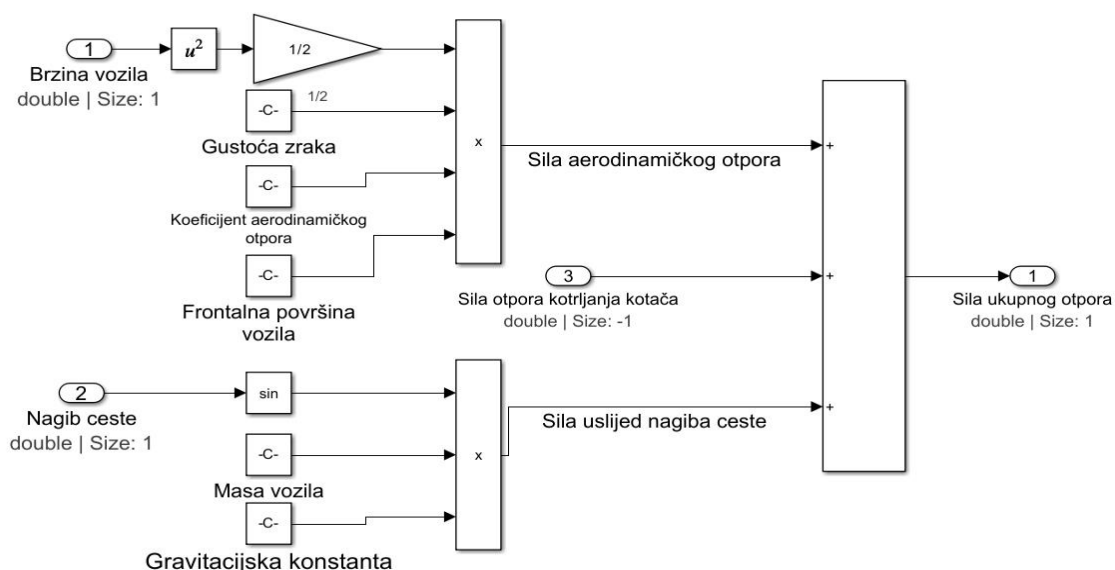 1
u²
1/2
Brzina vozila
double | Size: 1
-C-
1/2
Gustoća zraka
x
Sila aerodinamičkog otpora
+
-C-
Koeficijent aerodinamičkog
otpora
-C-
Frontalna površina
vozila
3
Sila otpora kotrljanja kotača
double | Size: -1
+
1
Sila ukupnog otpora
double | Size: 1
2
Nagib ceste
double | Size: 1
sin
-C-
Masa vozila
x
Sila uslijed nagiba ceste
+
-C-
Gravitacijska konstanta